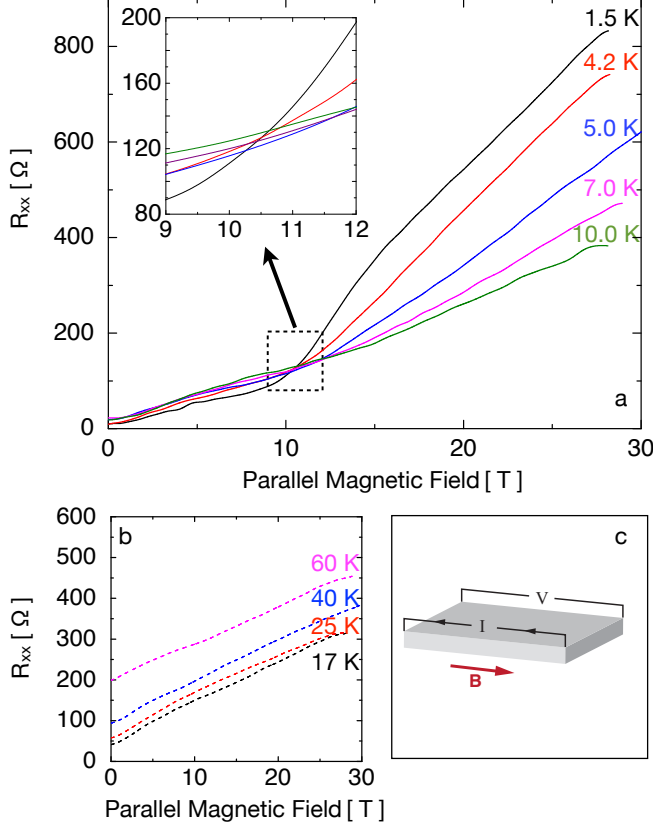 800
600
400
200
0
R_xx [ Ω ]
200
160
120
80
9
10
11
12
1.5 K
4.2 K
5.0 K
7.0 K
10.0 K
a
0
10
20
30
Parallel Magnetic Field [ T ]
600
500
400
300
200
100
0
R_xx [ Ω ]
b
60 K
40 K
25 K
17 K
0
10
20
30
Parallel Magnetic Field [ T ]
c
V
I
B